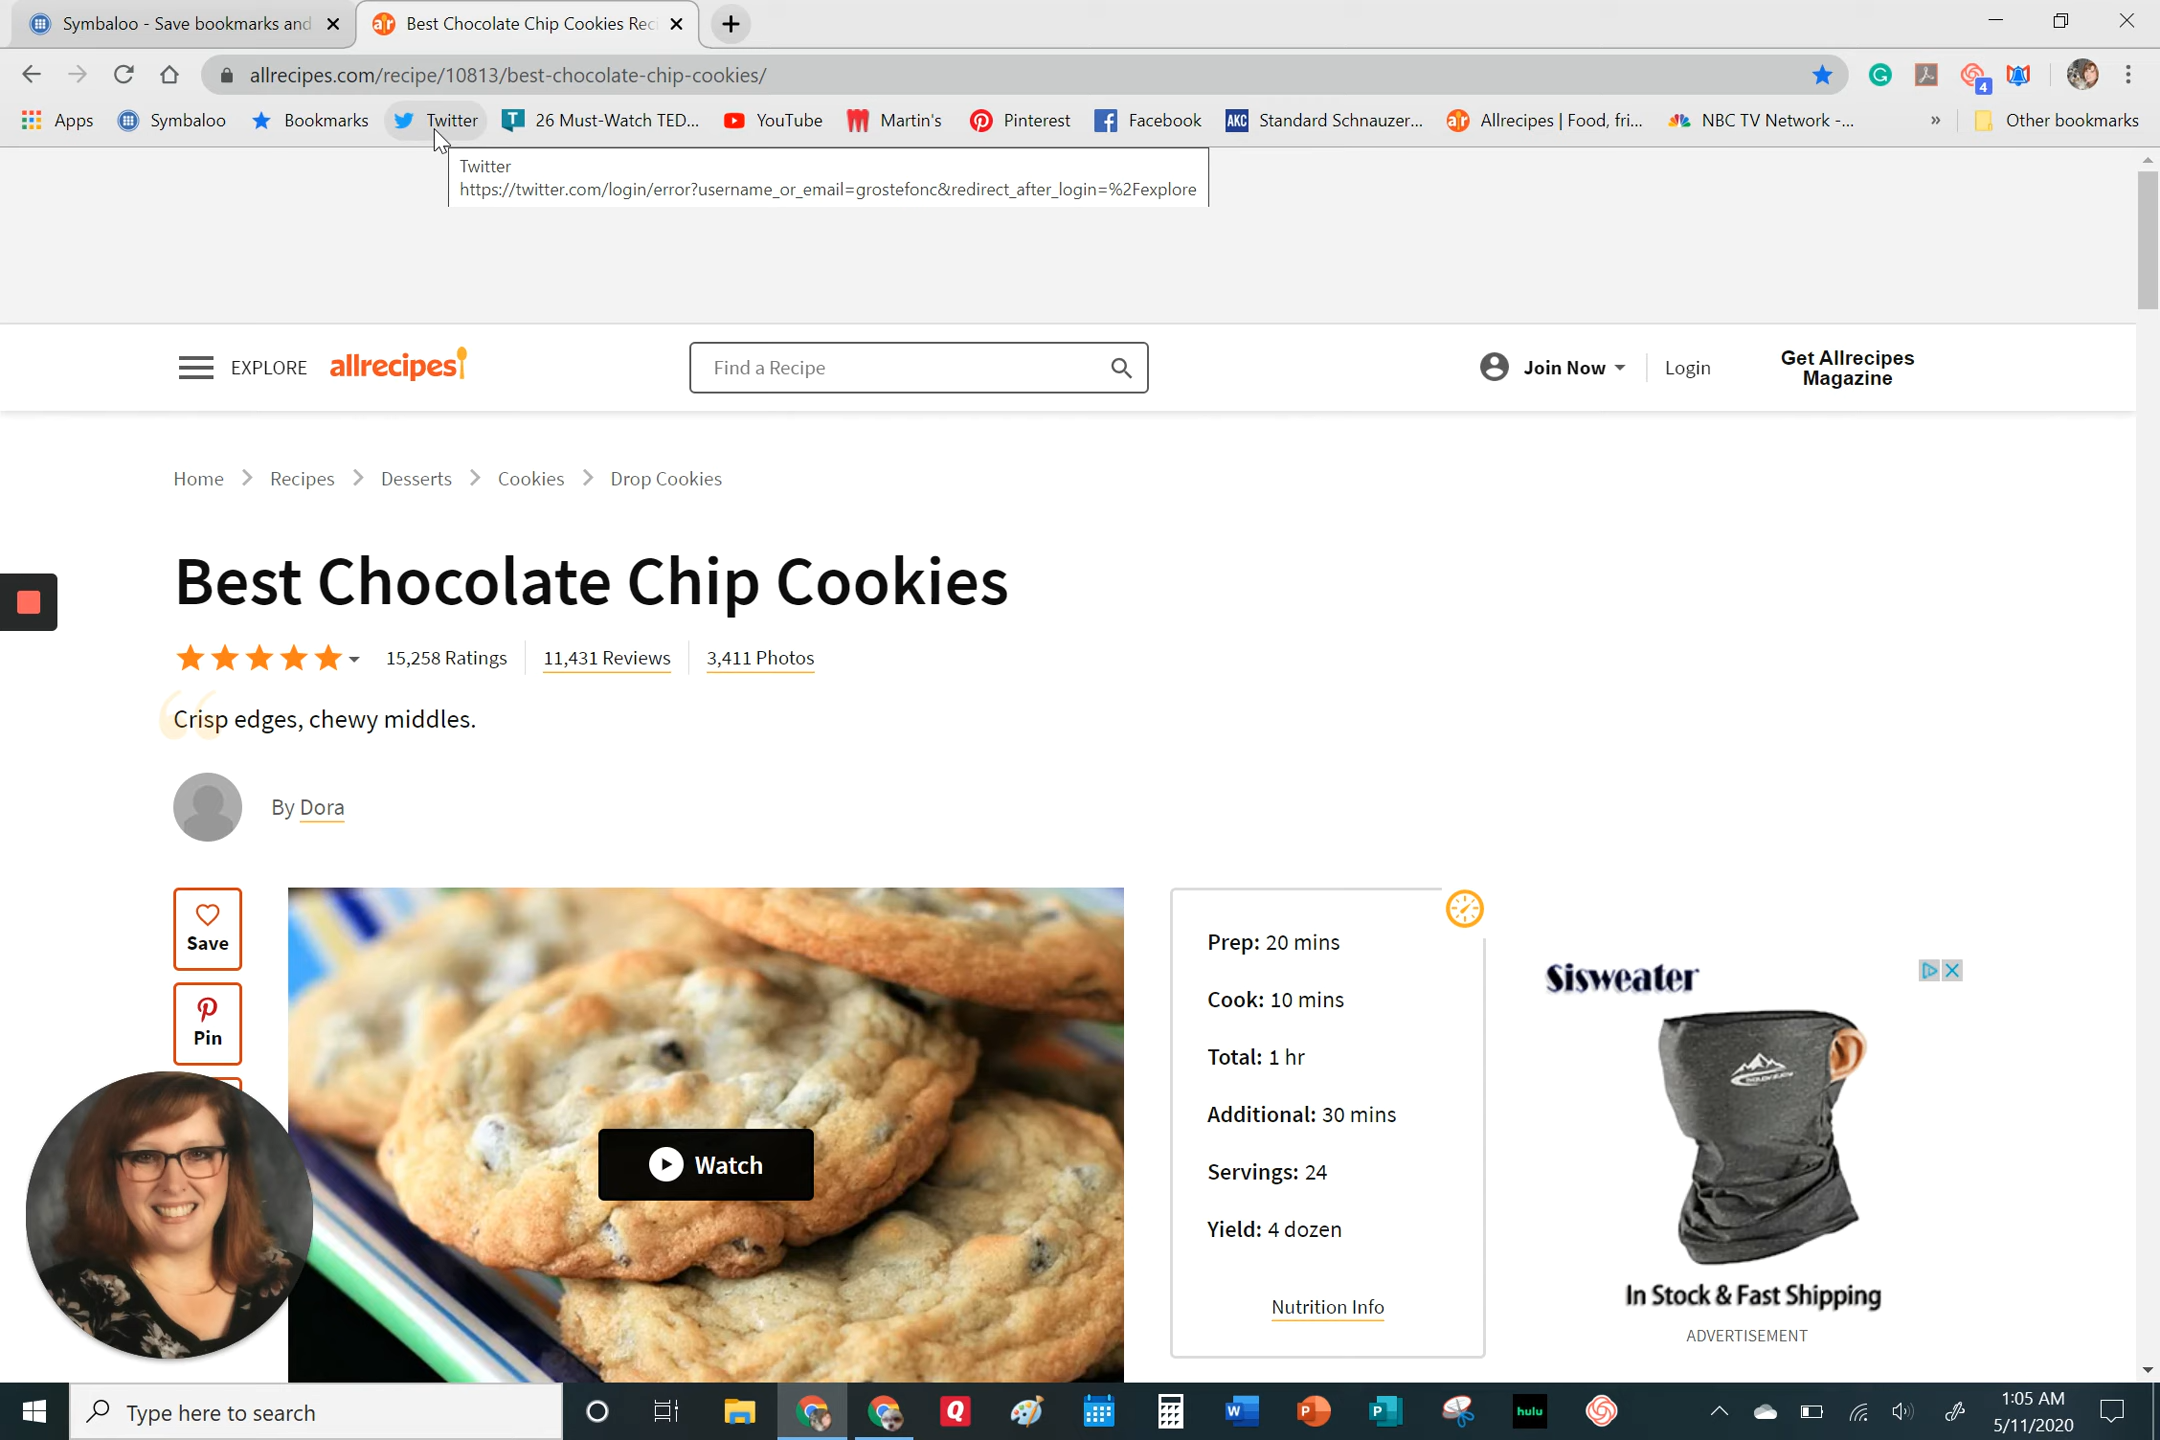 Symbaloo - Save bookmarks and
Best Chocolate Chip Cookies Rec
allrecipes.com/recipe/10813/best-chocolate-chip-cookies/
4
Apps
Symbaloo
Bookmarks
Twitter
26 Must-Watch TED...
YouTube
Martin's
Pinterest
Facebook
AKC
Standard Schnauzer...
Allrecipes | Food, fri...
NBC TV Network -...
»
Other bookmarks
Twitter
https://twitter.com/login/error?username_or_email=grostefonc&redirect_after_login=%2Fexplore
EXPLORE
allrecipes
Find a Recipe
Join Now
Login
Get Allrecipes
Magazine
Home > Recipes > Desserts > Cookies > Drop Cookies
Best Chocolate Chip Cookies
15,258 Ratings
11,431 Reviews
3,411 Photos
Crisp edges, chewy middles.
By Dora
Save
Pin
Watch
Prep: 20 mins
Cook: 10 mins
Total: 1 hr
Additional: 30 mins
Servings: 24
Yield: 4 dozen
Nutrition Info
Sisweater
In Stock & Fast Shipping
ADVERTISEMENT
Type here to search
hulu
1:05 AM
5/11/2020